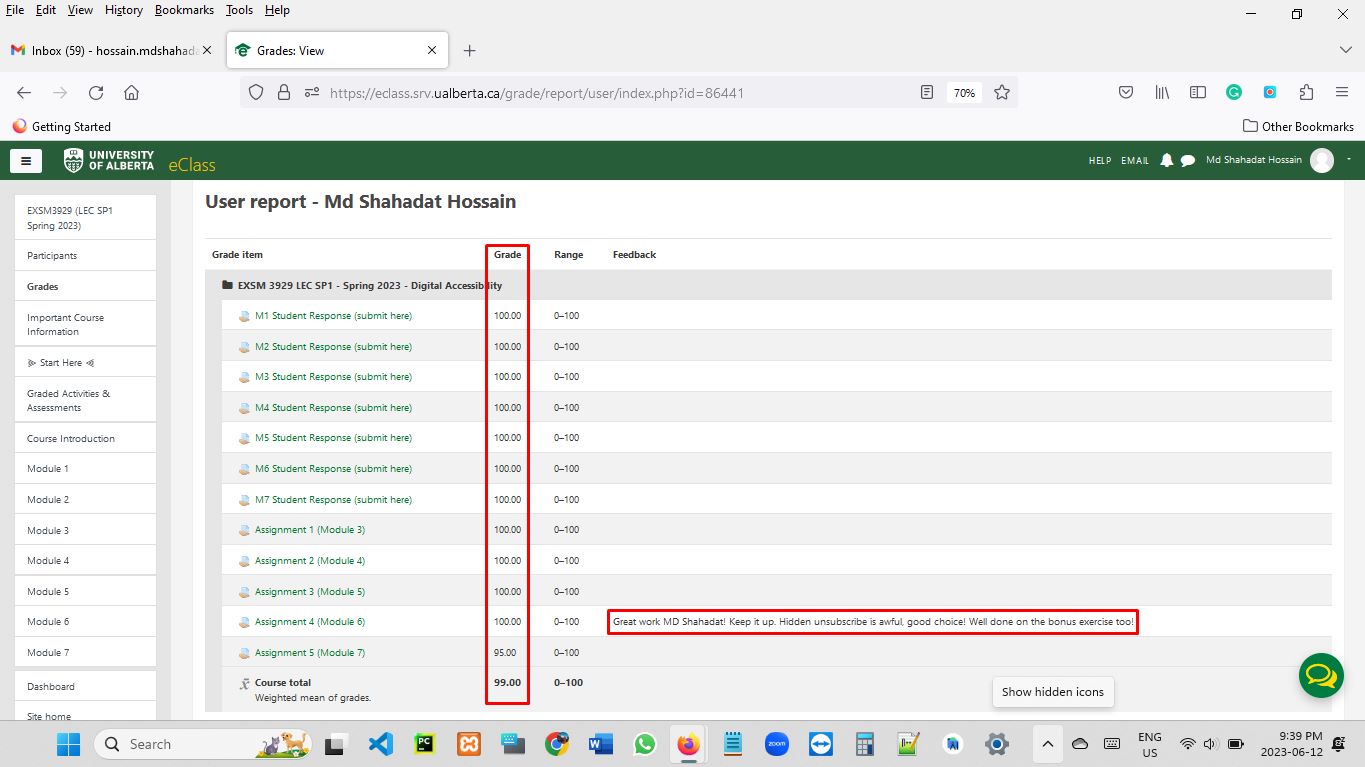 File Edit View History Bookmarks Tools Help
Inbox (59) - hossain.mdshahada
Grades: View
https://eclass.srv.ualberta.ca/grade/report/user/index.php?id=86441
70%
Getting Started
Other Bookmarks
UNIVERSITY OF ALBERTA eClass
HELP EMAIL Md Shahadat Hossain
EXSM3929 (LEC SP1
Spring 2023)
Participants
Grades
Important Course
Information
Start Here
Graded Activities &
Assessments
Course Introduction
Module 1
Module 2
Module 3
Module 4
Module 5
Module 6
Module 7
Dashboard
Site home
User report - Md Shahadat Hossain
Grade item Grade Range Feedback
EXSM 3929 LEC SP1 - Spring 2023 - Digital Accessibility
M1 Student Response (submit here) 100.00 0–100
M2 Student Response (submit here) 100.00 0–100
M3 Student Response (submit here) 100.00 0–100
M4 Student Response (submit here) 100.00 0–100
M5 Student Response (submit here) 100.00 0–100
M6 Student Response (submit here) 100.00 0–100
M7 Student Response (submit here) 100.00 0–100
Assignment 1 (Module 3) 100.00 0–100
Assignment 2 (Module 4) 100.00 0–100
Assignment 3 (Module 5) 100.00 0–100
Assignment 4 (Module 6) 100.00 0–100 Great work MD Shahadat! Keep it up. Hidden unsubscribe is awful, good choice! Well done on the bonus exercise too!
Assignment 5 (Module 7) 95.00 0–100
Course total 99.00 0–100
Weighted mean of grades.
Show hidden icons
Search
PC
W
zoom
ENG
US
9:39 PM
2023-06-12